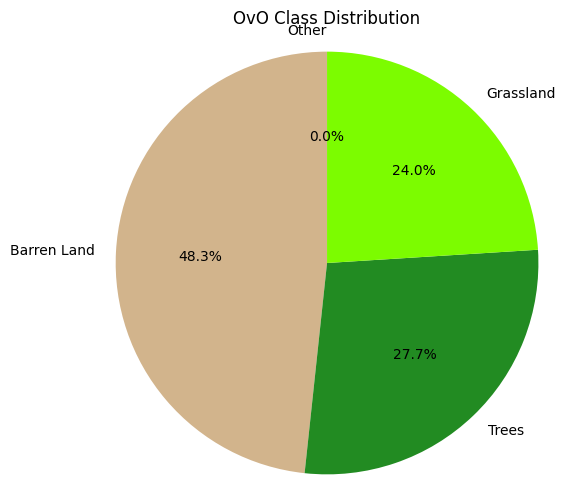 OvO Class Distribution
Other
Grassland
0.0%
24.0%
Barren Land
48.3%
27.7%
Trees